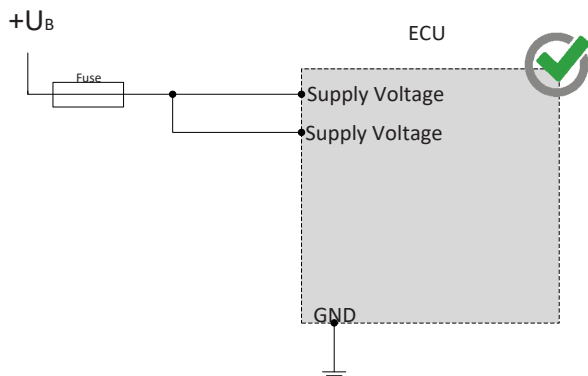 +UB
ECU
Fuse
Supply Voltage
Supply Voltage
GND